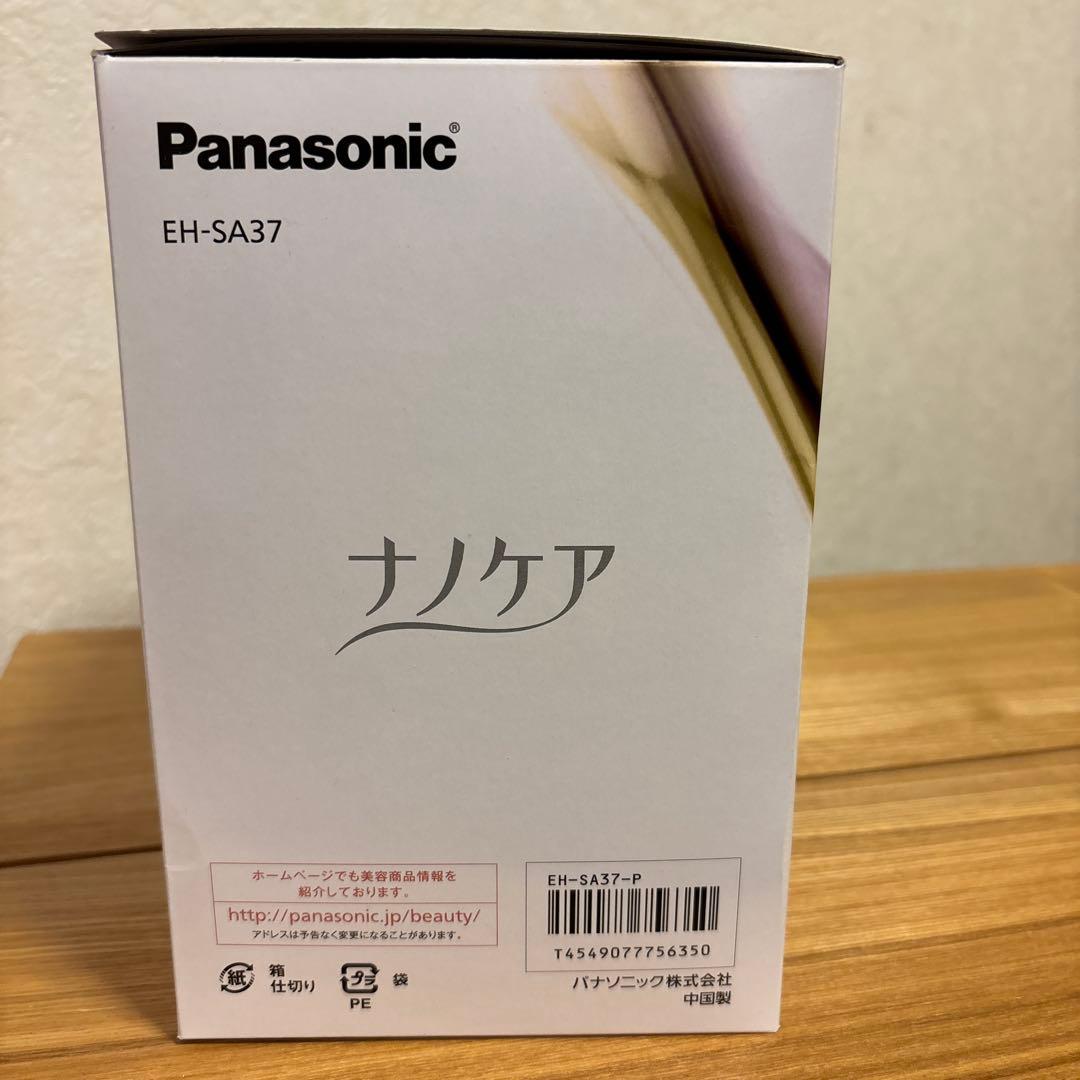 Panasonic®
EH-SA37
ナノケア
ホームページでも美容商品情報を
紹介しております。
http://panasonic.jp/beauty/
アドレスは予告なく変更になることがあります。
紙
箱
仕切り
プラ
PE
袋
EH-SA37-P
T4549077756350
パナソニック株式会社
中国製